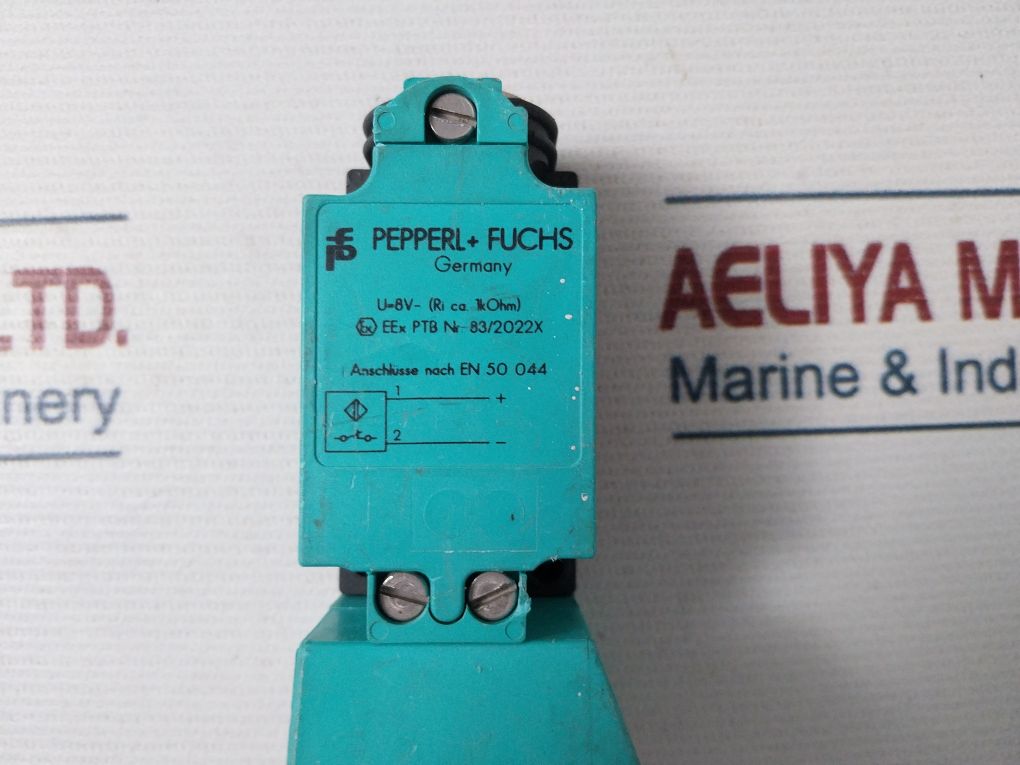 PEPPERL+ FUCHS
Germany
U=8V- (Ri ca. 1kOhm)
Ex EEx PTB Nr 83/2022X
Anschlüsse nach EN 50 044
1 +
2 -
LTD.
nery
AELIYA M
Marine & Ind